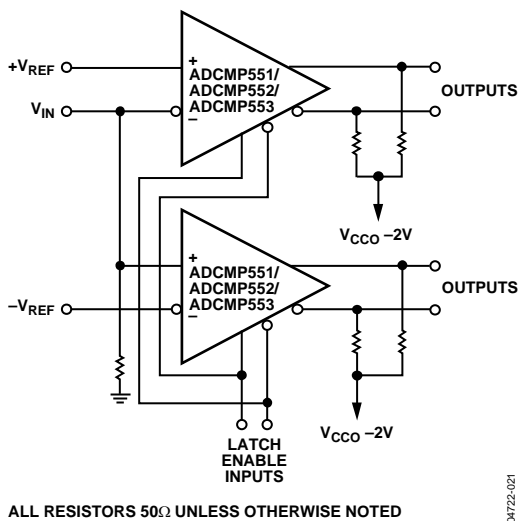 +VREF
+
ADCMP551/
ADCMP552/
ADCMP553
–
VIN
OUTPUTS
VCCO –2V
+
ADCMP551/
ADCMP552/
ADCMP553
–
–VREF
OUTPUTS
VCCO –2V
LATCH
ENABLE
INPUTS
ALL RESISTORS 50Ω UNLESS OTHERWISE NOTED
04722-021